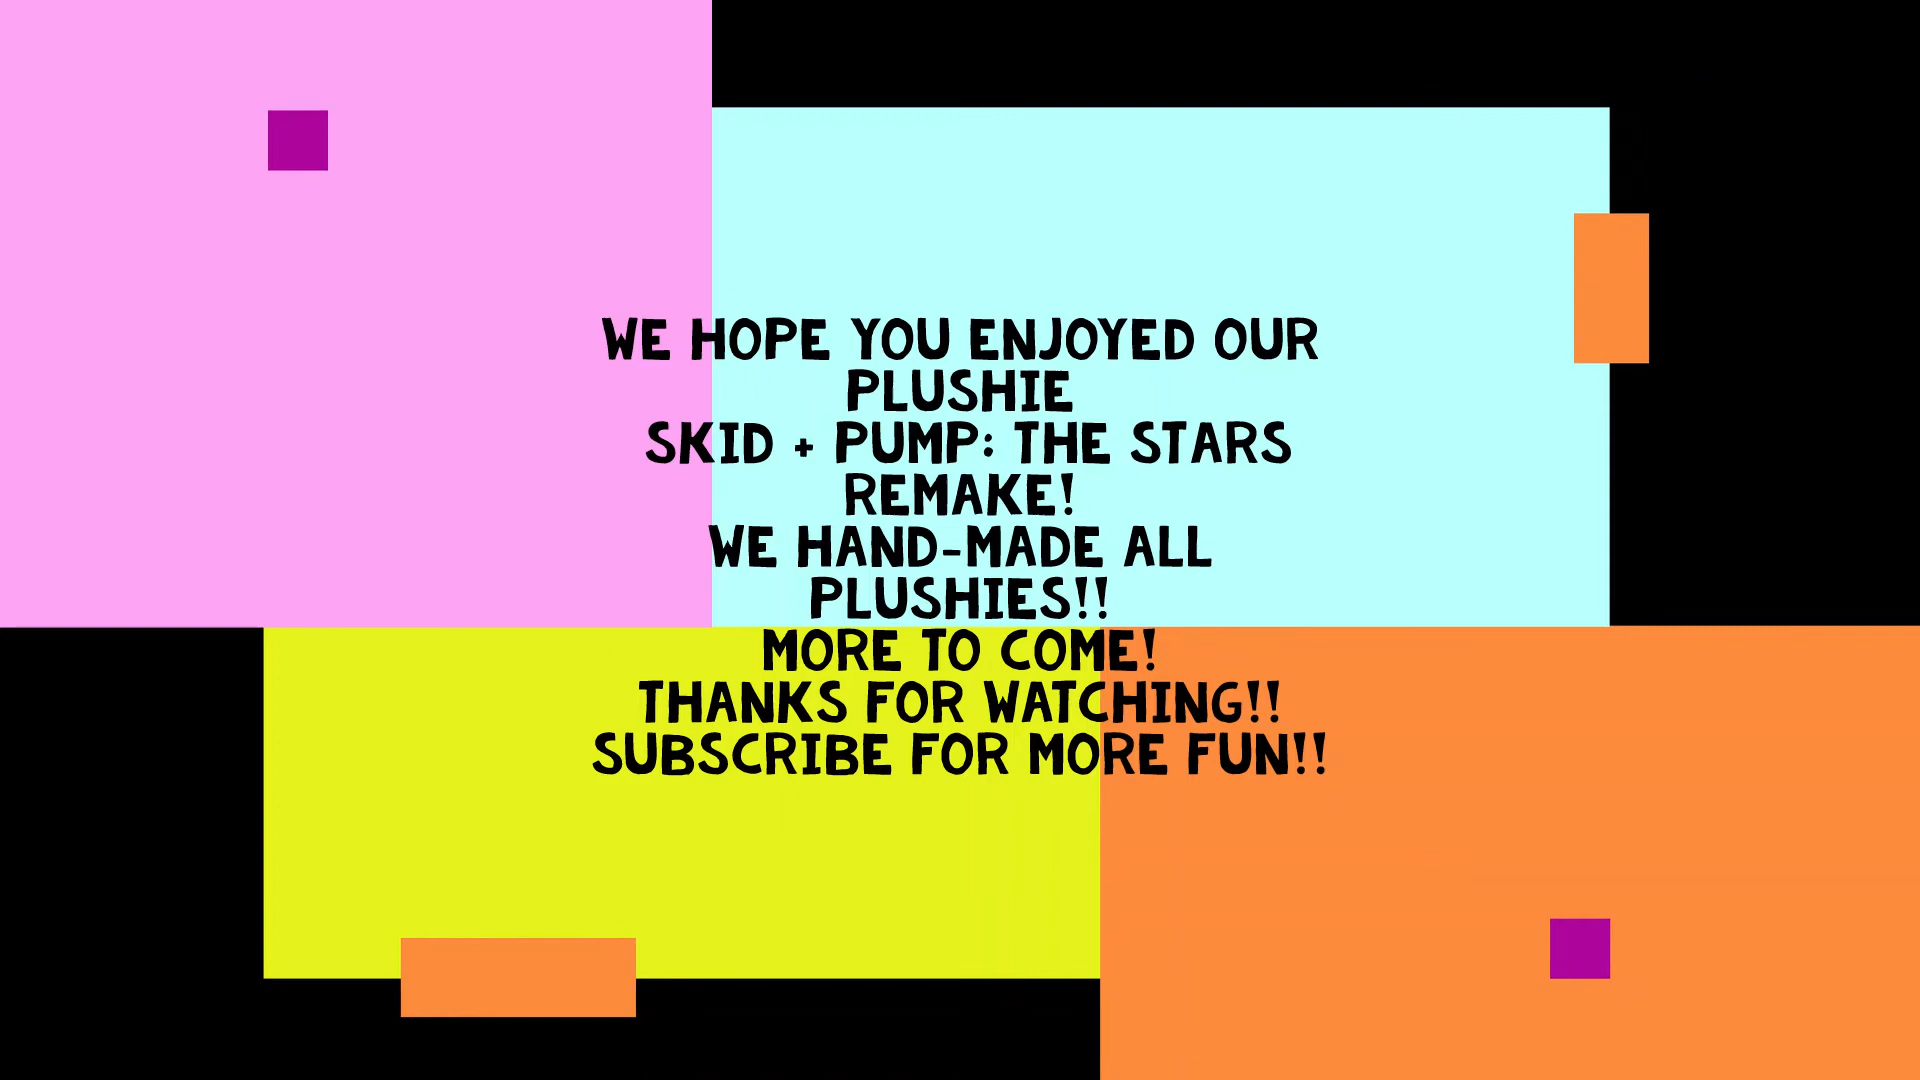 WE HOPE YOU ENJOYED OUR
PLUSHIE
SKID + PUMP: THE STARS
REMAKE!
WE HAND-MADE ALL
PLUSHIES!!
MORE TO COME!
THANKS FOR WATCHING!!
SUBSCRIBE FOR MORE FUN!!